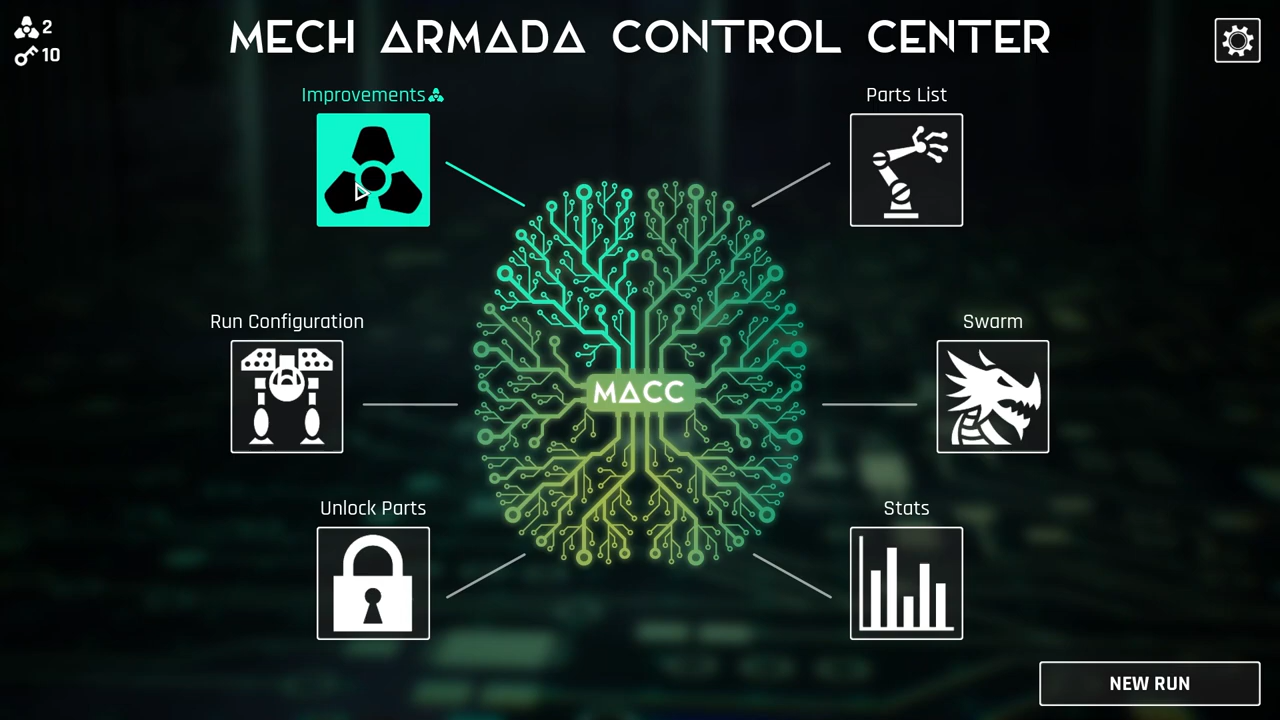 2
10
MECH ARMADA CONTROL CENTER
Improvements
Parts List
Run Configuration
Swarm
MACC
Unlock Parts
Stats
NEW RUN